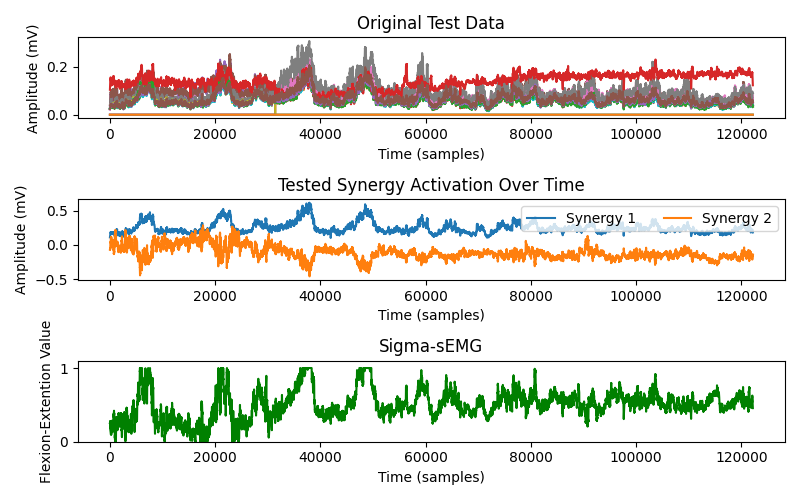 Original Test Data
Amplitude (mV)
0.2
0.0
0 20000 40000 60000 80000 100000 120000
Time (samples)
Tested Synergy Activation Over Time
Amplitude (mV)
0.5
0.0
−0.5
Synergy 1 Synergy 2
0 20000 40000 60000 80000 100000 120000
Time (samples)
Sigma-sEMG
Flexion-Extention Value
1
0
0 20000 40000 60000 80000 100000 120000
Time (samples)